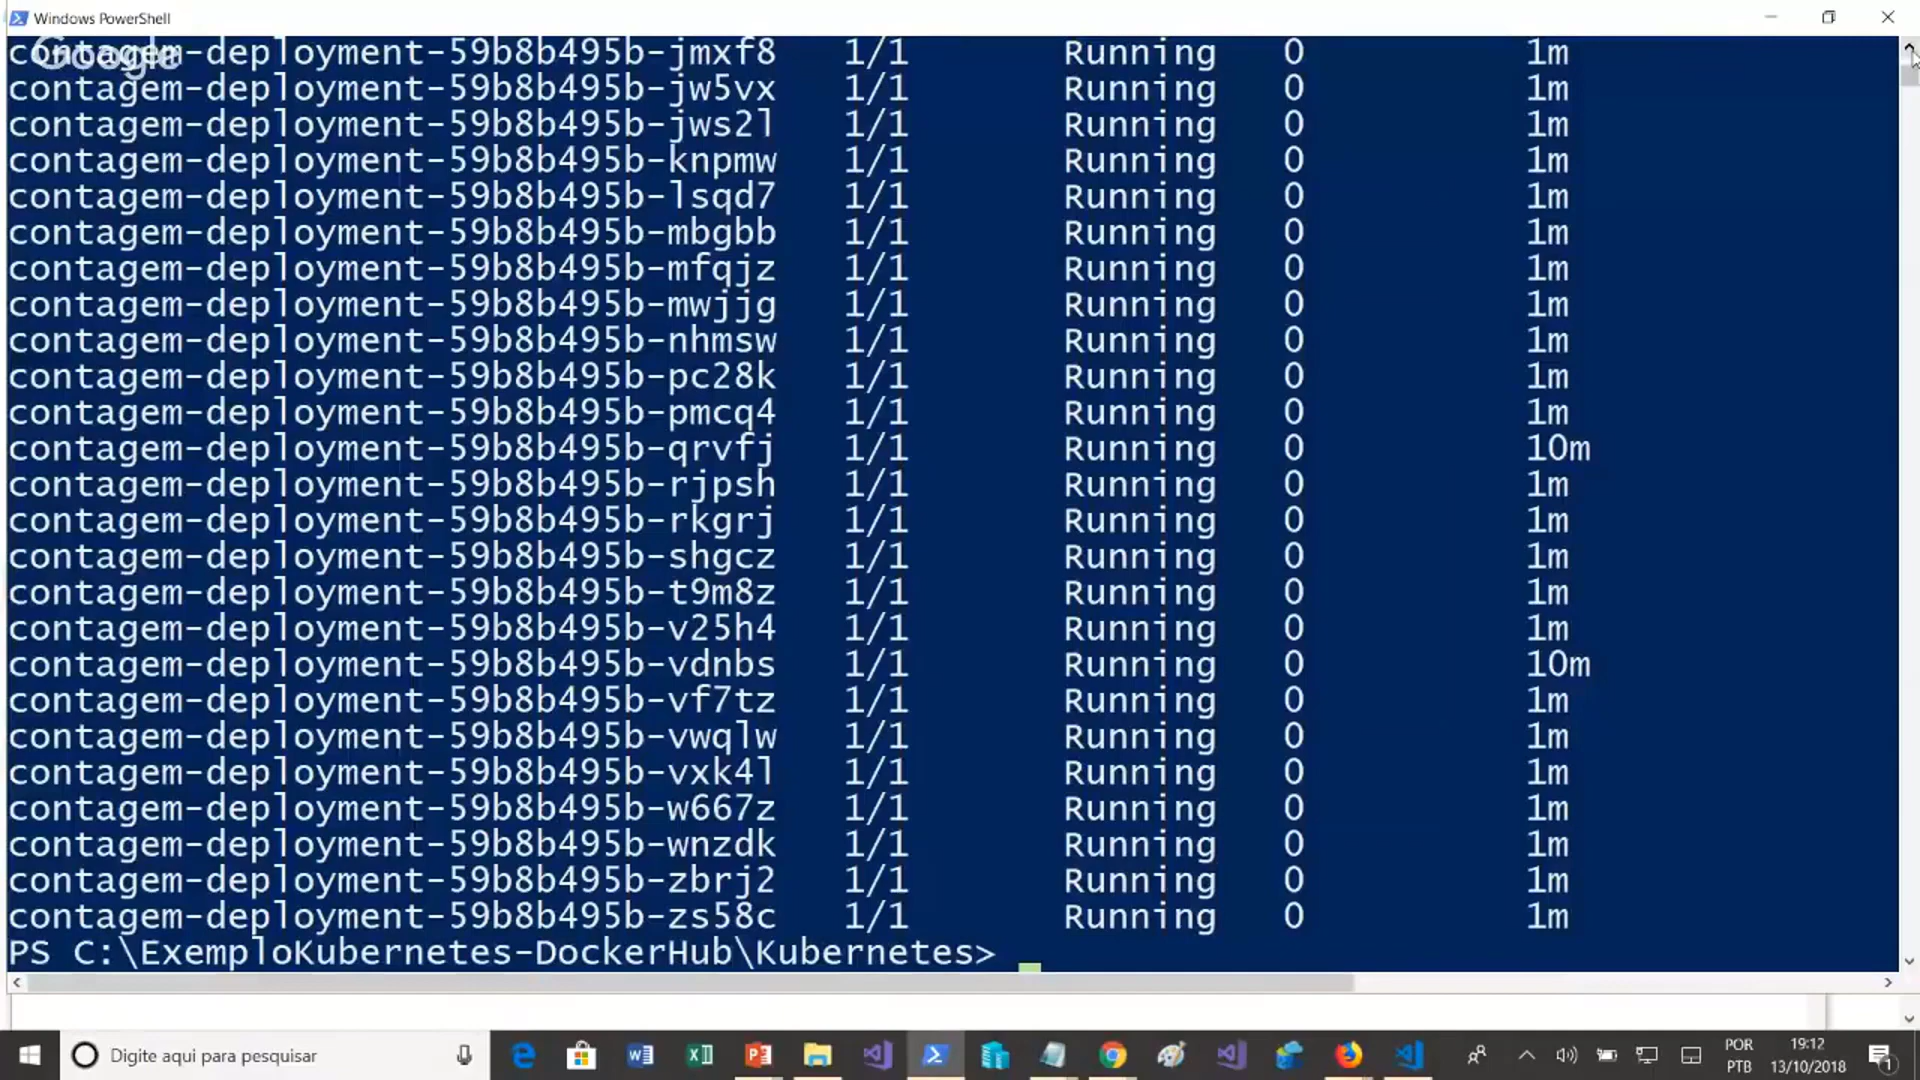 Windows PowerShell
Google
contagem-deployment-59b8b495b-jmxf8 1/1 Running 0 1m
contagem-deployment-59b8b495b-jw5vx 1/1 Running 0 1m
contagem-deployment-59b8b495b-jws2l 1/1 Running 0 1m
contagem-deployment-59b8b495b-knpmw 1/1 Running 0 1m
contagem-deployment-59b8b495b-lsqd7 1/1 Running 0 1m
contagem-deployment-59b8b495b-mbgbb 1/1 Running 0 1m
contagem-deployment-59b8b495b-mfqjz 1/1 Running 0 1m
contagem-deployment-59b8b495b-mwjjg 1/1 Running 0 1m
contagem-deployment-59b8b495b-nhmsw 1/1 Running 0 1m
contagem-deployment-59b8b495b-pc28k 1/1 Running 0 1m
contagem-deployment-59b8b495b-pmcq4 1/1 Running 0 1m
contagem-deployment-59b8b495b-qrvfj 1/1 Running 0 10m
contagem-deployment-59b8b495b-rjpsh 1/1 Running 0 1m
contagem-deployment-59b8b495b-rkgrj 1/1 Running 0 1m
contagem-deployment-59b8b495b-shgcz 1/1 Running 0 1m
contagem-deployment-59b8b495b-t9m8z 1/1 Running 0 1m
contagem-deployment-59b8b495b-v25h4 1/1 Running 0 1m
contagem-deployment-59b8b495b-vdnbs 1/1 Running 0 10m
contagem-deployment-59b8b495b-vf7tz 1/1 Running 0 1m
contagem-deployment-59b8b495b-vwqlw 1/1 Running 0 1m
contagem-deployment-59b8b495b-vxk4l 1/1 Running 0 1m
contagem-deployment-59b8b495b-w667z 1/1 Running 0 1m
contagem-deployment-59b8b495b-wnzdk 1/1 Running 0 1m
contagem-deployment-59b8b495b-zbrj2 1/1 Running 0 1m
contagem-deployment-59b8b495b-zs58c 1/1 Running 0 1m
PS C:\ExemploKubernetes-DockerHub\Kubernetes>
Digite aqui para pesquisar
POR 19:12
PTB 13/10/2018
1